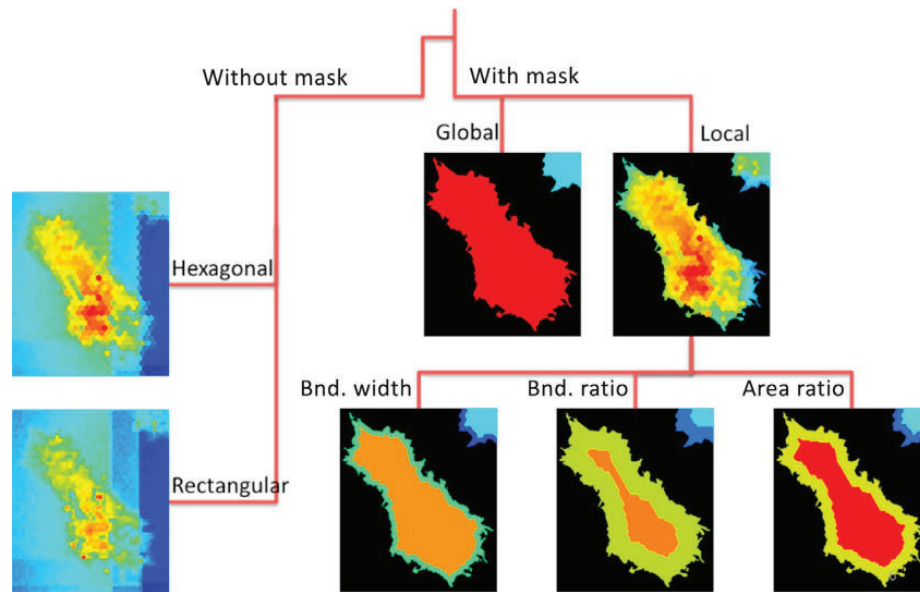 Without mask
With mask
Global
Local
Hexagonal
Bnd. width
Bnd. ratio
Area ratio
Rectangular